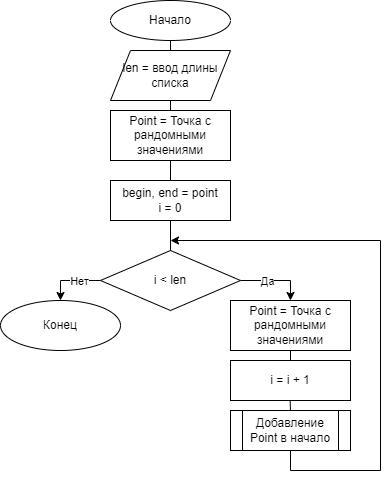 Начало
len = ввод длины
списка
Point = Точка с
рандомными
значениями
begin, end = point
i = 0
i < len
Нет
Да
Конец
Point = Точка с
рандомными
значениями
i = i + 1
Добавление
Point в начало